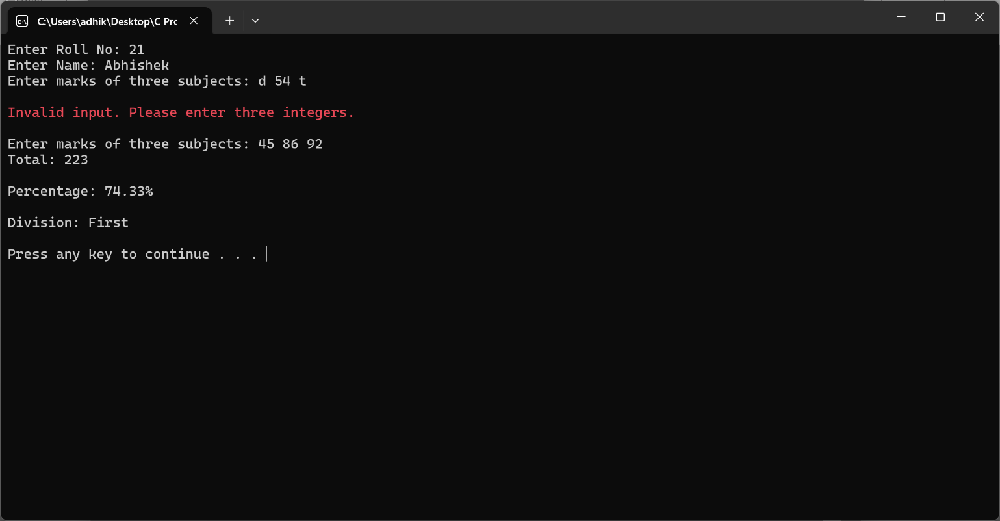 C:\Users\adhik\Desktop\C Prc
Enter Roll No: 21
Enter Name: Abhishek
Enter marks of three subjects: d 54 t
Invalid input. Please enter three integers.
Enter marks of three subjects: 45 86 92
Total: 223
Percentage: 74.33%
Division: First
Press any key to continue . . .